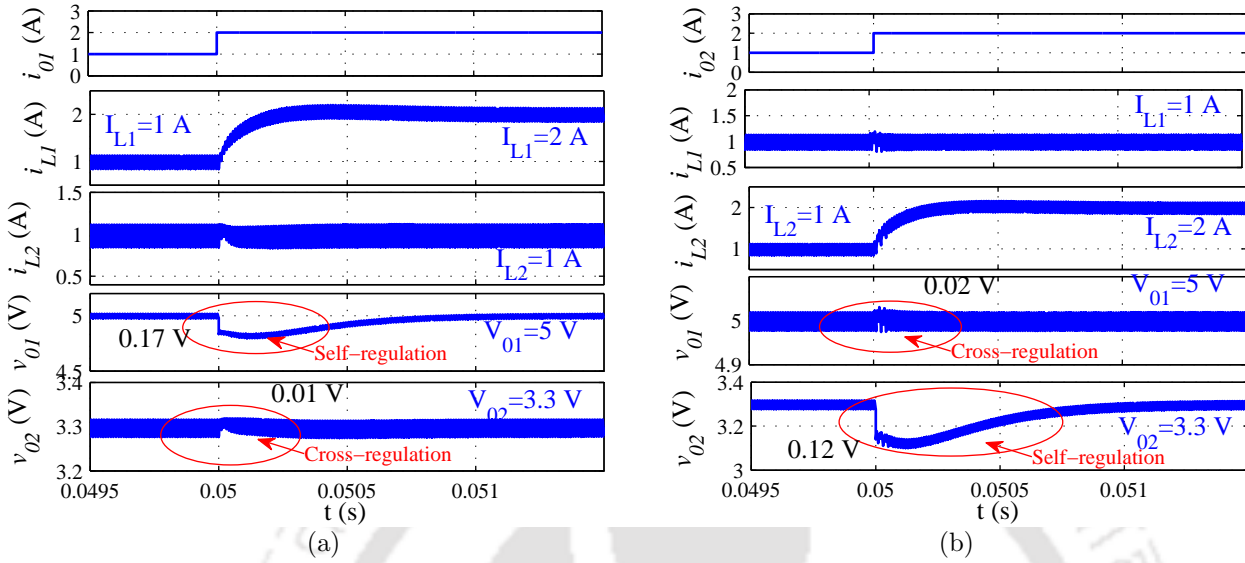 i01 (A)
3
2
1
0
iL1 (A)
2
1
IL1=1 A
IL1=2 A
iL2 (A)
1.5
1
0.5
IL2=1 A
v01 (V)
5
4.5
0.17 V
V01=5 V
Self−regulation
v02 (V)
3.4
3.3
3.2
0.01 V
V02=3.3 V
Cross−regulation
0.0495 0.05 0.0505 0.051
t (s)
(a)
i02 (A)
3
2
1
0
iL1 (A)
1.5
1
0.5
IL1=1 A
iL2 (A)
2
1
IL2=1 A
IL2=2 A
v01 (V)
5
4.9
0.02 V
V01=5 V
Cross−regulation
v02 (V)
3.4
3.2
3
0.12 V
V02=3.3 V
Self−regulation
0.0495 0.05 0.0505 0.051
t (s)
(b)